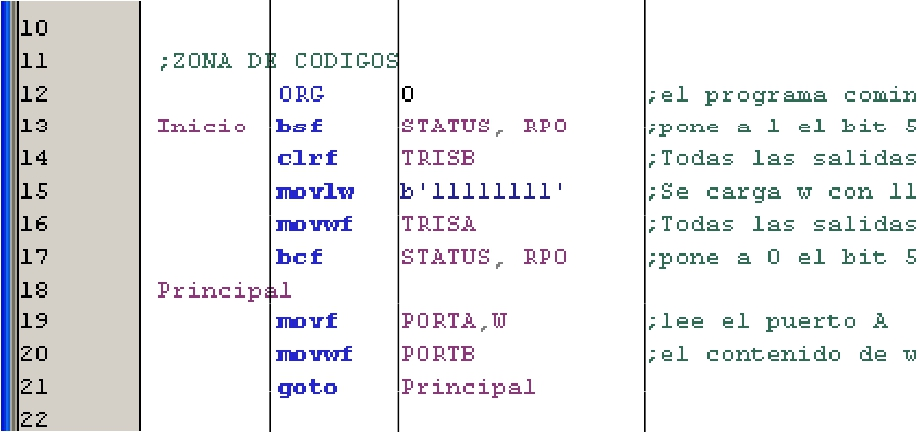 10
11 ;ZONA DE CODIGOS
12 ORG 0 ;el programa comin
13 Inicio bsf STATUS, RP0 ;pone a 1 el bit 5
14 clrf TRISB ;Todas las salidas
15 movlw b'11111111' ;Se carga w con 11
16 movwf TRISA ;Todas las salidas
17 bcf STATUS, RP0 ;pone a 0 el bit 5
18 Principal
19 movf PORTA,W ;lee el puerto A
20 movwf PORTB ;el contenido de w
21 goto Principal
22